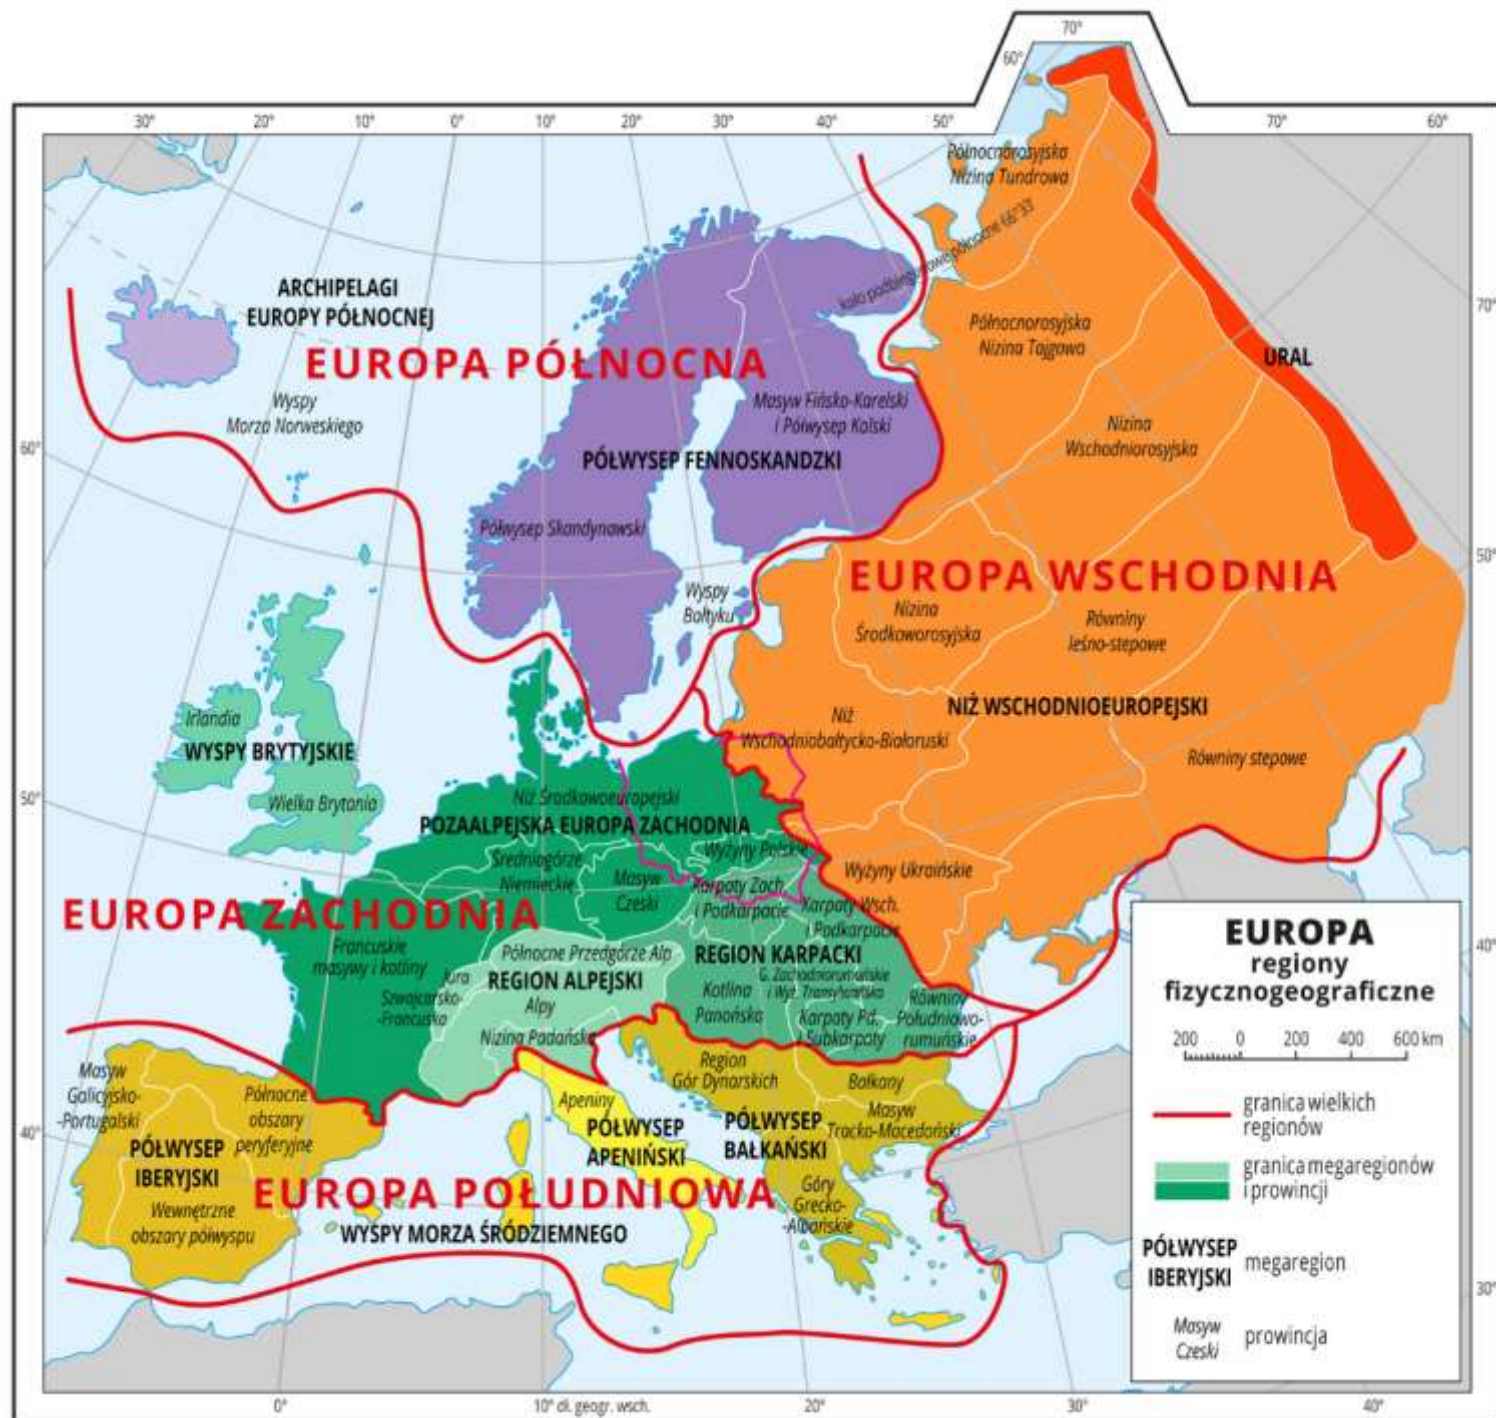 70°
60°
30°
20°
10°
0°
10°
20°
30°
40°
50°
70°
60°
Północnorosyjska
Nizina Tundrowa
koło podbiegunowe północne 66°33'
ARCHIPELAGI
EUROPY PÓŁNOCNEJ
EUROPA PÓŁNOCNA
Północnorosyjska
Nizina Tajgowa
70°
URAL
Wyspy
Morza Norweskiego
Masyw Fińsko-Karelski
i Półwysep Kolski
Nizina
Wschodniorosyjska
60°
PÓŁWYSEP FENNOSKANDZKI
Półwysep Skandynawski
50°
EUROPA WSCHODNIA
Wyspy
Bałtyku
Nizina
Środkoworosyjska
Równiny
leśno-stepowe
NIŻ WSCHODNIOEUROPEJSKI
Irlandia
WYSPY BRYTYJSKIE
Niż
Wschodniobałtycko-Białoruski
Równiny stepowe
50°
Wielka Brytania
Niż Środkowoeuropejski
POZAALPEJSKA EUROPA ZACHODNIA
Średniogórze
Niemieckie
Wyżyny Polskie
Masyw
Czeski
Karpaty Zach.
i Podkarpacie
Wyżyny Ukraińskie
Karpaty Wsch.
i Podkarpacie
EUROPA ZACHODNIA
Francuskie
masywy i kotliny
Północne Przedgórze Alp
REGION KARPACKI
Jura
Szwajcarsko-
-Francuska
REGION ALPEJSKI
Alpy
G. Zachodniorumuńskie
i Wyż. Transylwańska
Kotlina
Panońska
Równiny
Południowo-
rumuńskie
Karpaty Pd.
i Subkarpaty
Nizina Padańska
40°
EUROPA
regiony
fizycznogeograficzne
200 0 200 400 600 km
granica wielkich
regionów
granica megaregionów
i prowincji
PÓŁWYSEP
IBERYJSKI
megaregion
Masyw
Czeski
prowincja
Masyw
Galicyjsko-
-Portugalski
Północne
obszary
peryferyjne
Region
Gór Dynarskich
Bałkany
Apeniny
Masyw
Tracko-Macedoński
40°
PÓŁWYSEP
IBERYJSKI
PÓŁWYSEP
APENIŃSKI
PÓŁWYSEP
BAŁKAŃSKI
EUROPA POŁUDNIOWA
Góry
Grecko-
-Albańskie
Wewnętrzne
obszary półwyspu
WYSPY MORZA ŚRÓDZIEMNEGO
30°
0°
10° dł. geogr. wsch.
20°
30°
40°